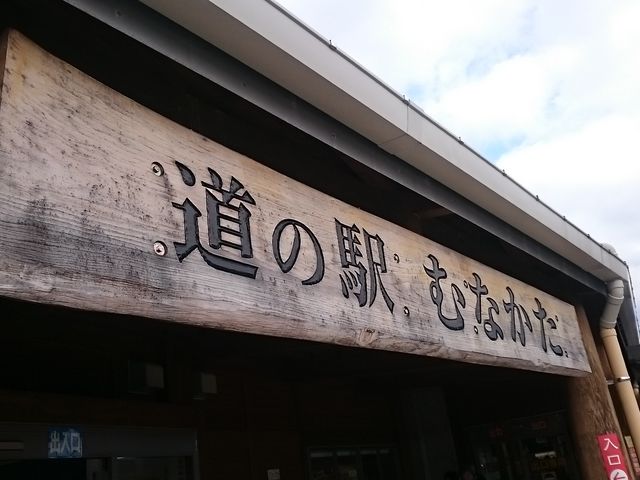 道の駅 むなかた
出入口
入口